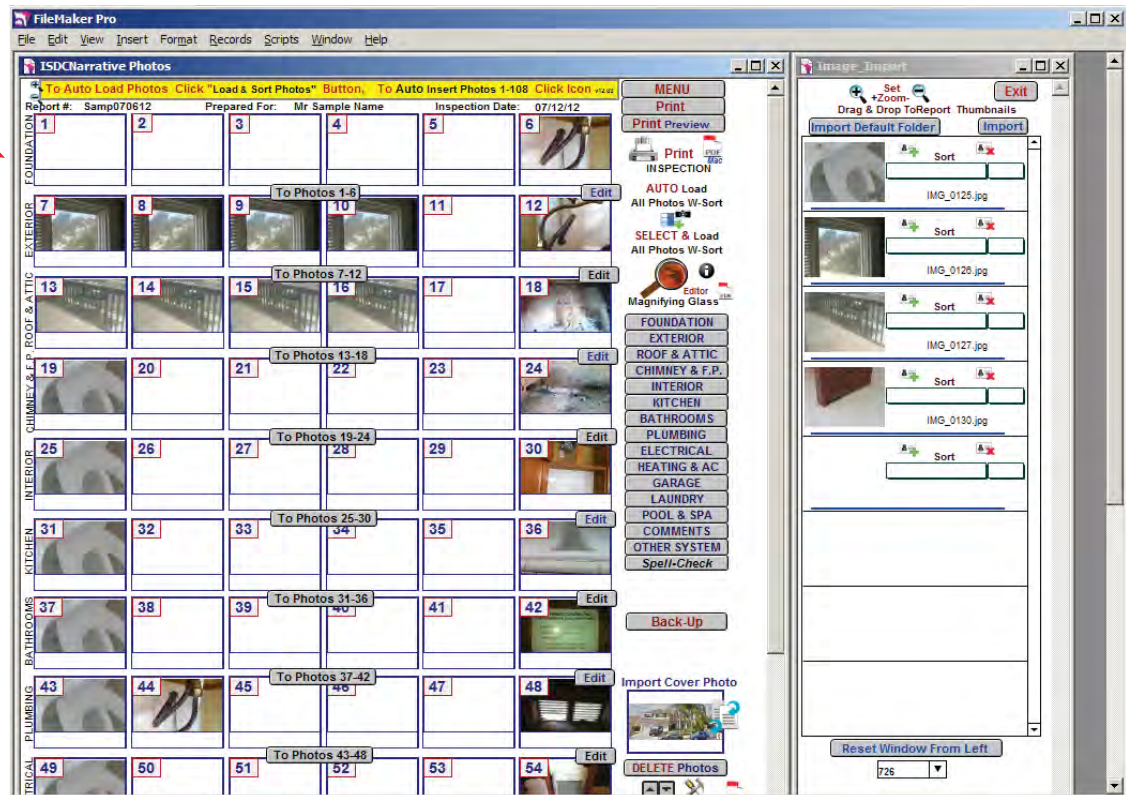 FileMaker Pro
File Edit View Insert Format Records Scripts Window Help
ISDCNarrative Photos
To Auto Load Photos Click "Load & Sort Photos" Button, To Auto Insert Photos 1-108 Click Icon
Report #: Samp070612 Prepared For: Mr Sample Name Inspection Date: 07/12/12
FOUNDATION
1 2 3 4 5 6
To Photos 1-6 Edit
EXTERIOR
7 8 9 10 11 12
To Photos 7-12 Edit
ROOF & ATTIC
13 14 15 16 17 18
To Photos 13-18 Edit
CHIMNEY & F.P.
19 20 21 22 23 24
To Photos 19-24 Edit
INTERIOR
25 26 27 28 29 30
To Photos 25-30 Edit
KITCHEN
31 32 33 34 35 36
To Photos 31-36 Edit
BATHROOMS
37 38 39 40 41 42
To Photos 37-42 Edit
PLUMBING
43 44 45 46 47 48
To Photos 43-48 Edit
TRICAL
49 50 51 52 53 54
MENU
Print
Print Preview
Print PDF Mac
INSPECTION
AUTO Load
All Photos W-Sort
SELECT & Load
All Photos W-Sort
Editor
Magnifying Glass
FOUNDATION
EXTERIOR
ROOF & ATTIC
CHIMNEY & F.P.
INTERIOR
KITCHEN
BATHROOMS
PLUMBING
ELECTRICAL
HEATING & AC
GARAGE
LAUNDRY
POOL & SPA
COMMENTS
OTHER SYSTEM
Spell-Check
Back-Up
Import Cover Photo
DELETE Photos
Image_Import
Set
+Zoom-
Exit
Drag & Drop ToReport Thumbnails
Import Default Folder Import
Sort
IMG_0125.jpg
Sort
IMG_0126.jpg
Sort
IMG_0127.jpg
Sort
IMG_0130.jpg
Sort
Reset Window From Left
726